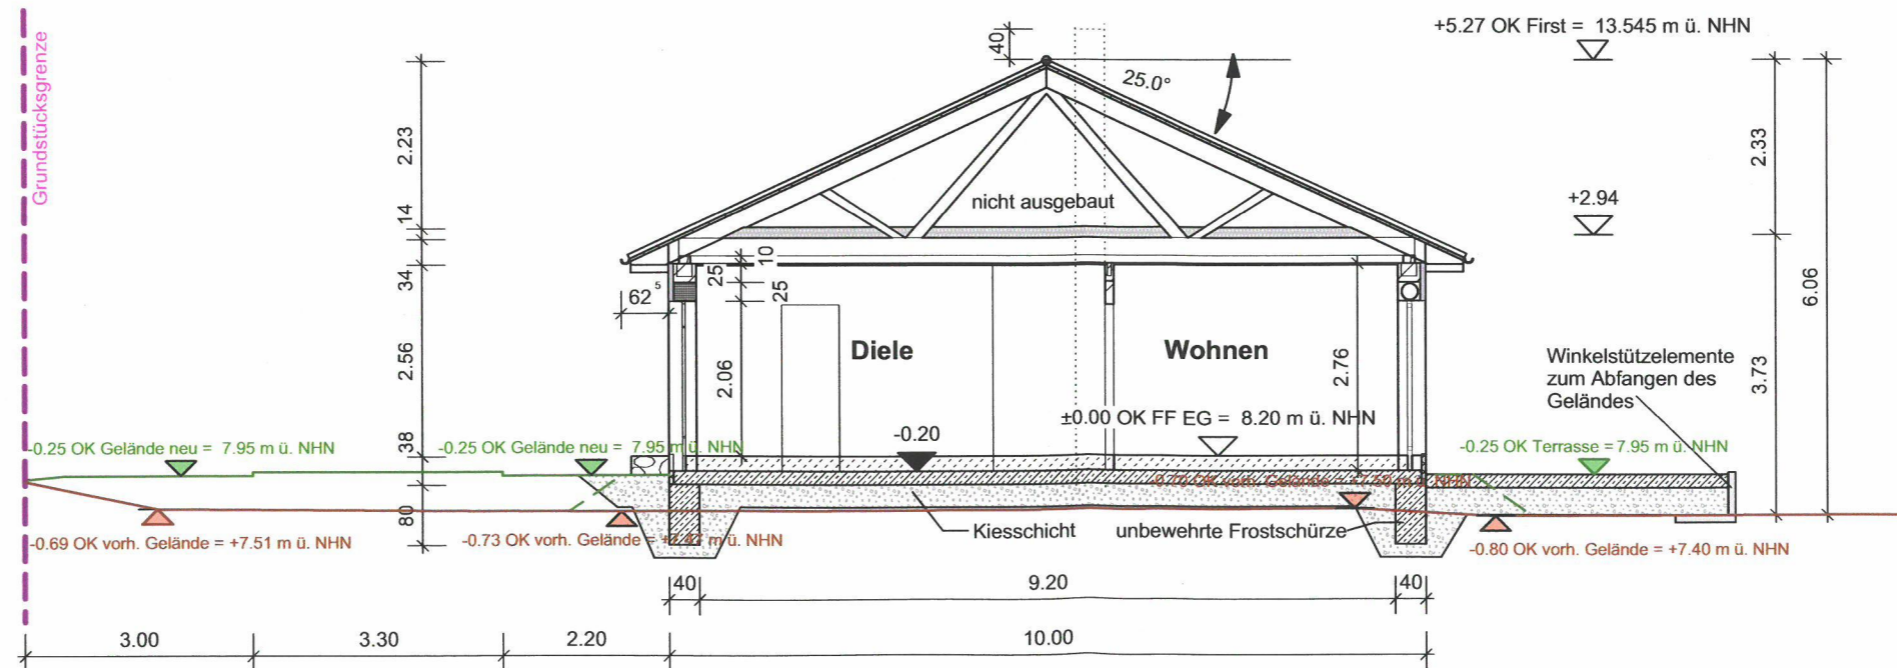 +5.27 OK First = 13.545 m ü. NHN
Grundstücksgrenze
40
25.0°
2.23
2.33
nicht ausgebaut
+2.94
14
34
10
25
25
62⁵
6.06
Diele
Wohnen
2.56
2.06
2.76
3.73
Winkelstützelemente
zum Abfangen des
Geländes
±0.00 OK FF EG = 8.20 m ü. NHN
-0.20
38
-0.25 OK Gelände neu = 7.95 m ü. NHN
-0.25 OK Gelände neu = 7.95 m ü. NHN
-0.25 OK Terrasse = 7.95 m ü. NHN
OK vorh. Gelände =
80
Kiesschicht
unbewehrte Frostschürze
-0.69 OK vorh. Gelände = +7.51 m ü. NHN
-0.73 OK vorh. Gelände = m ü. NHN
-0.80 OK vorh. Gelände = +7.40 m ü. NHN
40
9.20
40
3.00
3.30
2.20
10.00